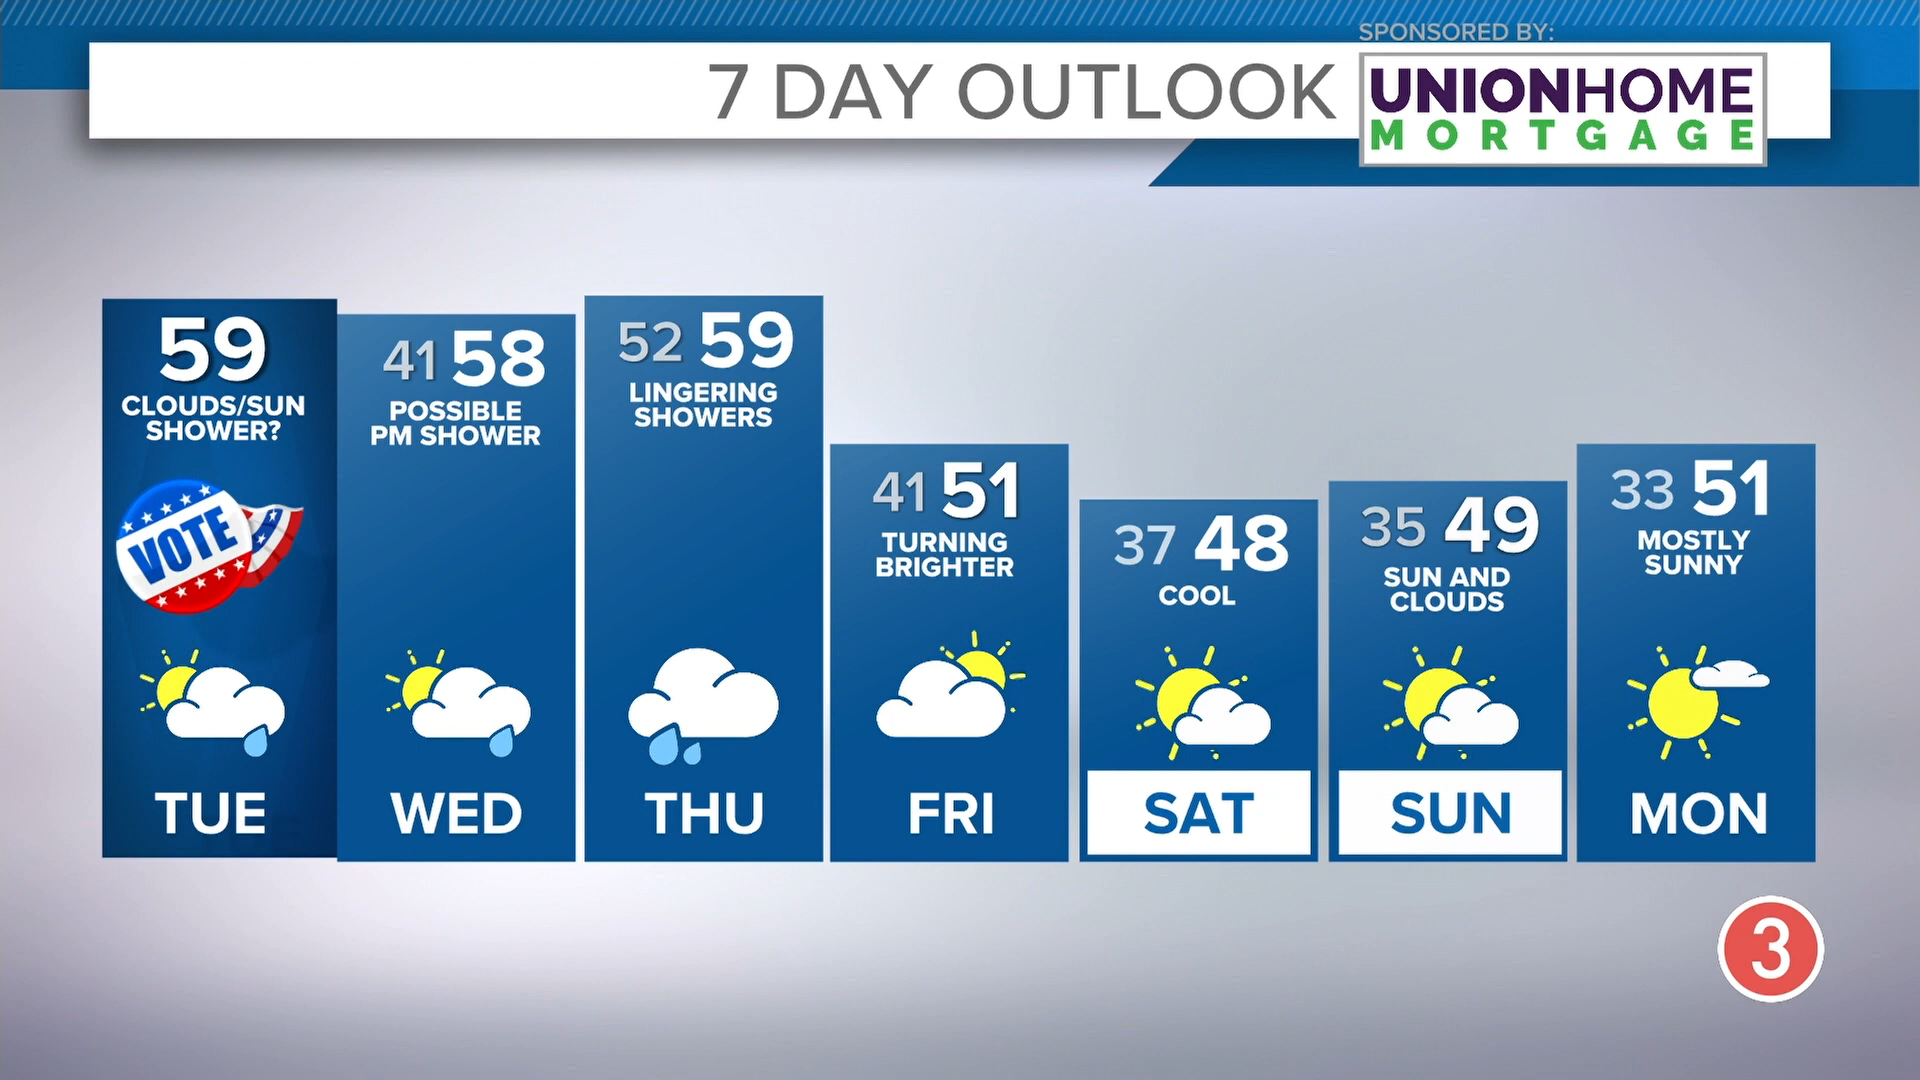 SPONSORED BY:
7 DAY OUTLOOK
UNIONHOME
MORTGAGE
59
CLOUDS/SUN
SHOWER?
VOTE
TUE
41 58
POSSIBLE
PM SHOWER
WED
52 59
LINGERING
SHOWERS
THU
41 51
TURNING
BRIGHTER
FRI
37 48
COOL
SAT
35 49
SUN AND
CLOUDS
SUN
33 51
MOSTLY
SUNNY
MON
3